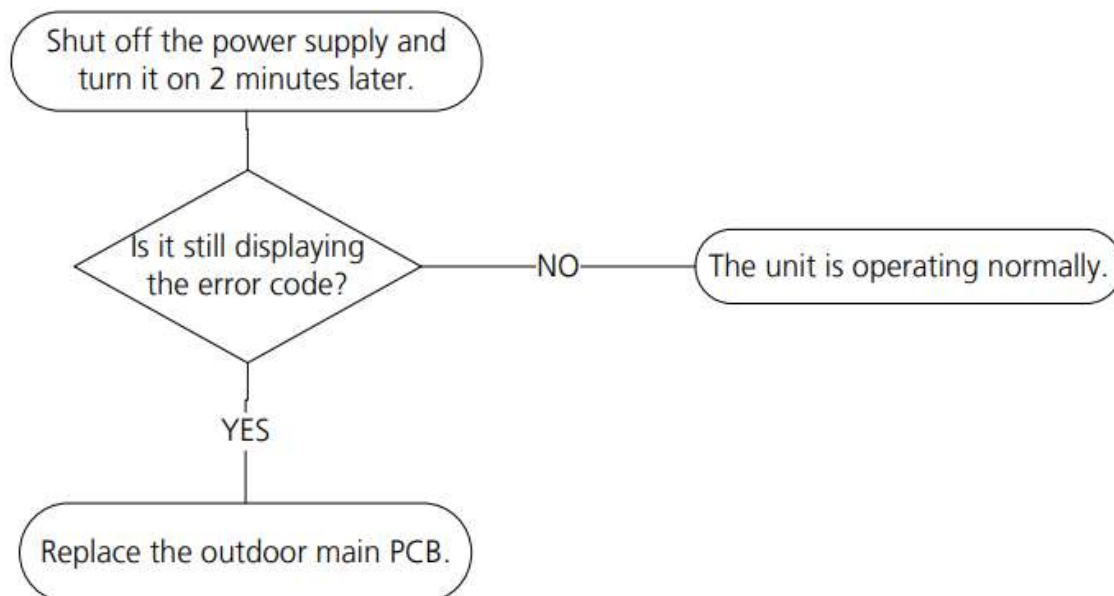 Shut off the power supply and
turn it on 2 minutes later.
Is it still displaying
the error code?
NO
The unit is operating normally.
YES
Replace the outdoor main PCB.